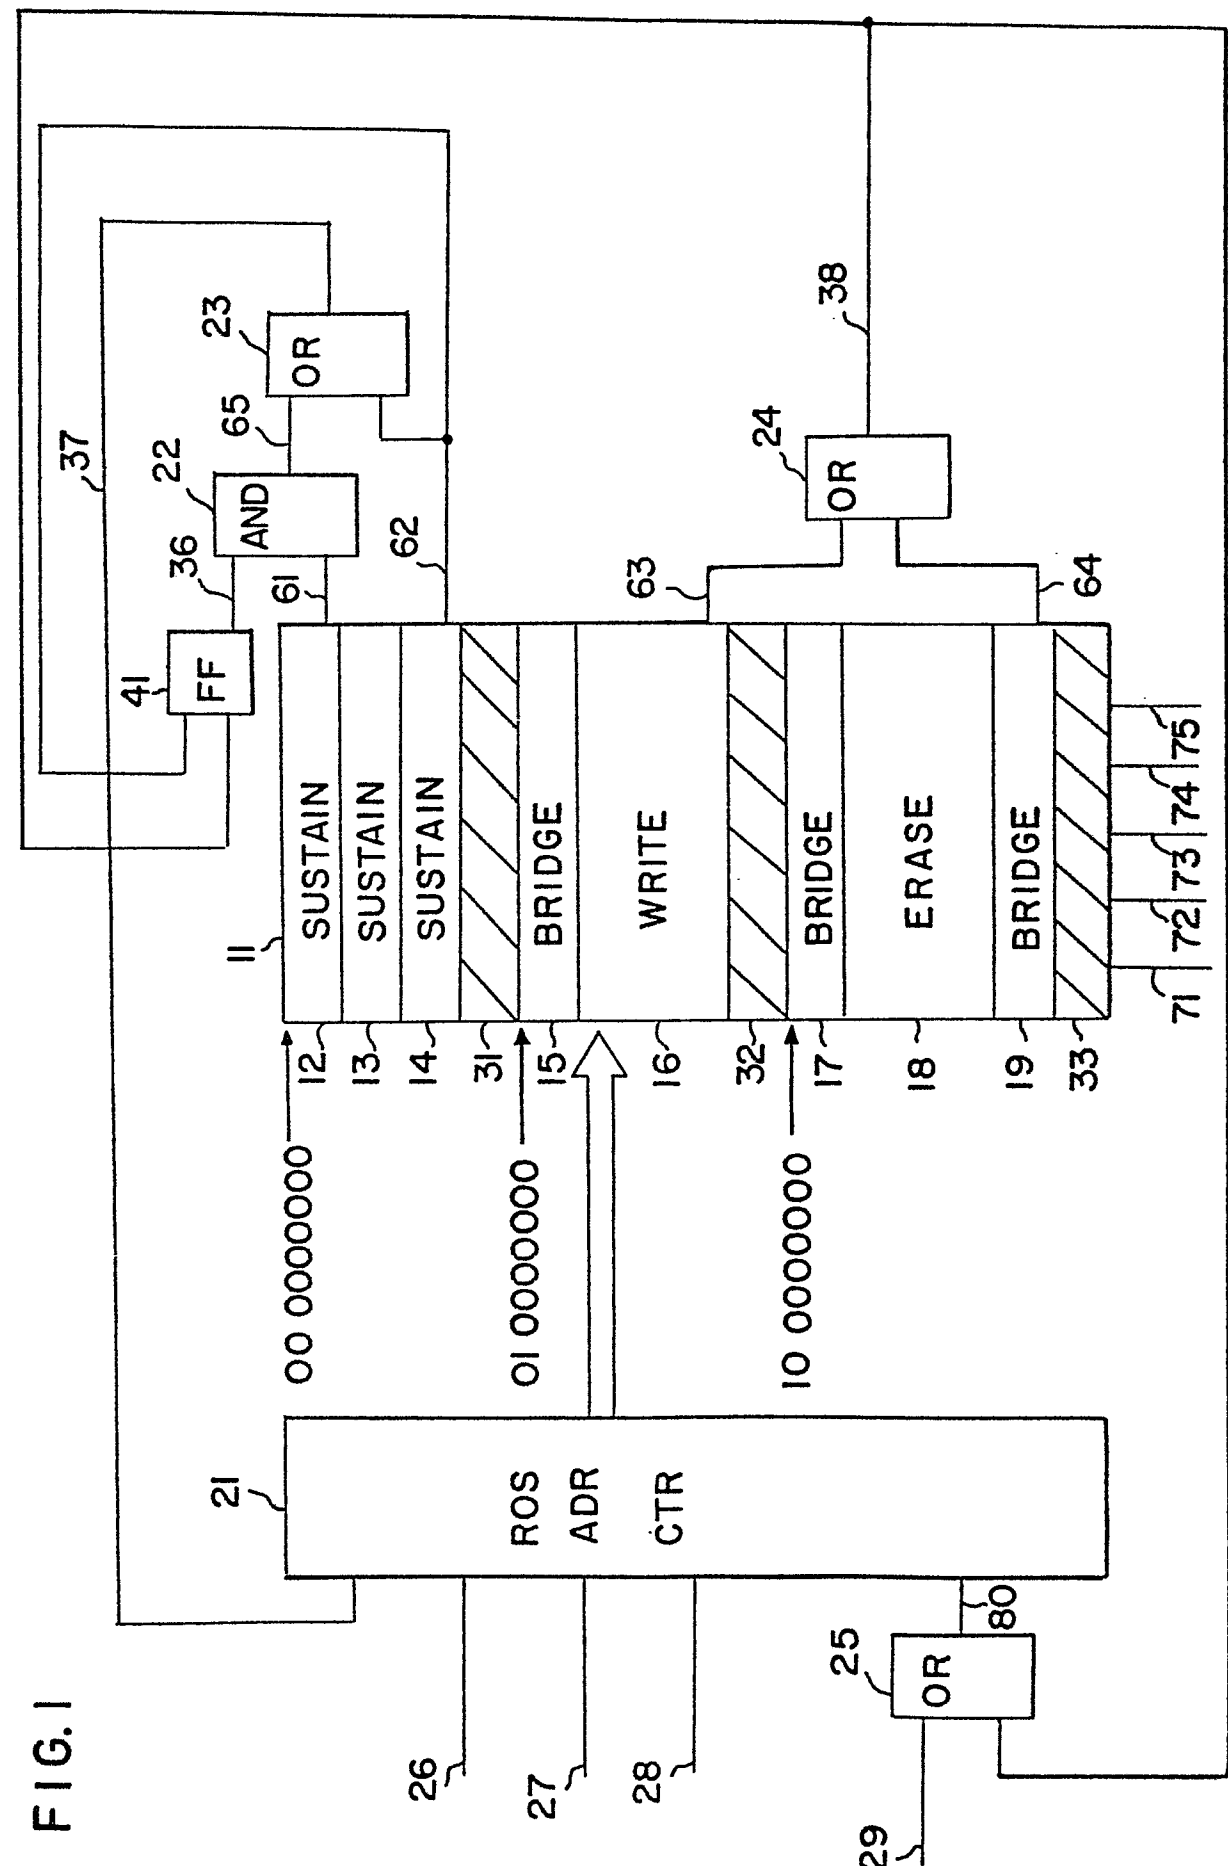 FIG. 1
37
41
FF
36
22
AND
65
23
OR
61
62
11
12
SUSTAIN
13
SUSTAIN
14
SUSTAIN
31
15
BRIDGE
16
WRITE
32
17
BRIDGE
18
ERASE
19
BRIDGE
33
63
64
24
OR
38
71
72
73
74
75
00 0000000
01 0000000
10 0000000
21
ROS
ADR
CTR
26
27
28
29
25
OR
80